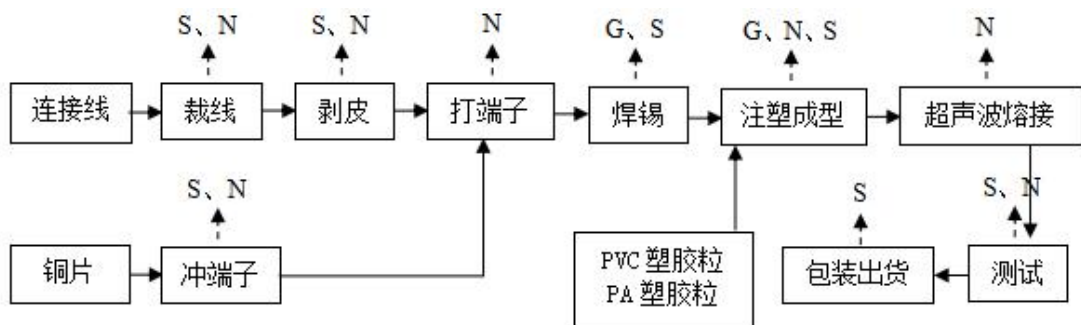 S、N
S、N
N
G、S
G、N、S
N
连接线
裁线
剥皮
打端子
焊锡
注塑成型
超声波熔接
S、N
S
S、N
铜片
冲端子
PVC 塑胶粒
PA 塑胶粒
包装出货
测试